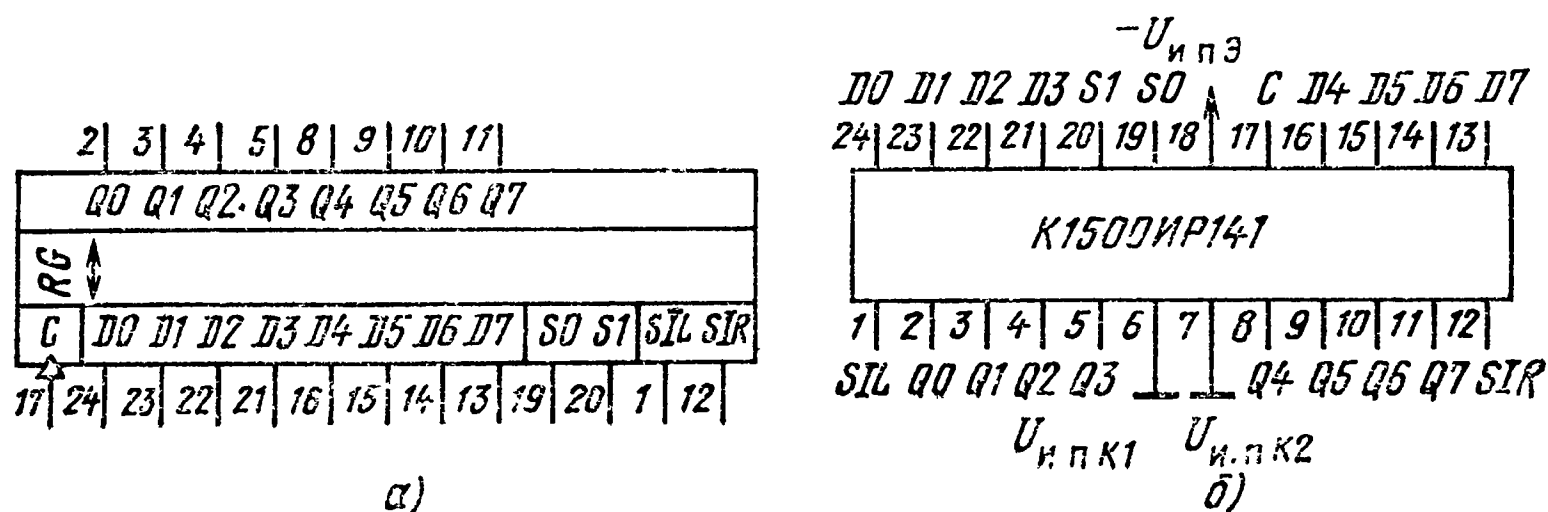 2 3 4 5 8 9 10 11
Q0 Q1 Q2 Q3 Q4 Q5 Q6 Q7
RG
C D0 D1 D2 D3 D4 D5 D6 D7 S0 S1 SIL SIR
17 24 23 22 21 16 15 14 13 19 20 1 12
а)
-U и п Э
D0 D1 D2 D3 S1 S0 C D4 D5 D6 D7
24 23 22 21 20 19 18 17 16 15 14 13
К1500ИР141
1 2 3 4 5 6 7 8 9 10 11 12
SIL Q0 Q1 Q2 Q3 Q4 Q5 Q6 Q7 SIR
U и п К1 U и.п К2
б)